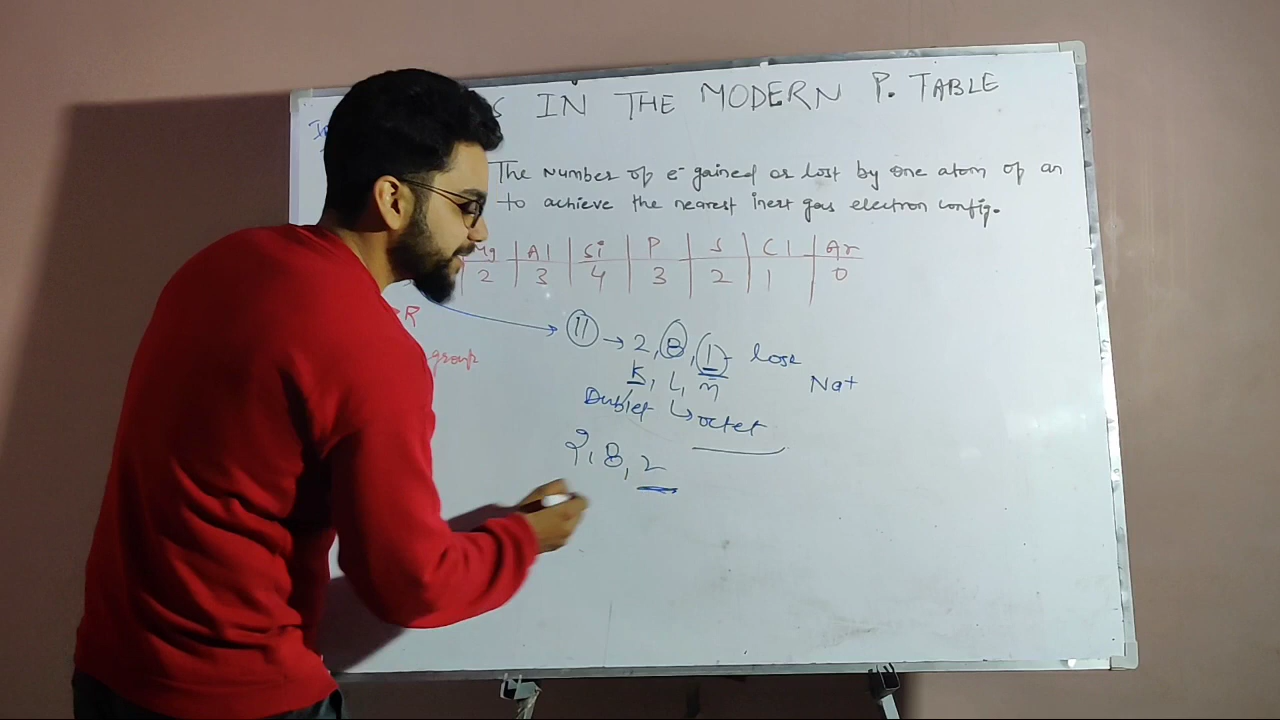 S IN THE MODERN P. TABLE
The Number of e- gained or lost by one atom of an
to achieve the nearest inert gas electron config.
Mg Al Si P S Cl Ar
2 3 4 3 2 1 0
R
group
11 → 2, 8, 1 - lose
K, L, M
Na+
Duplet ↳ octet
2, 8, 2